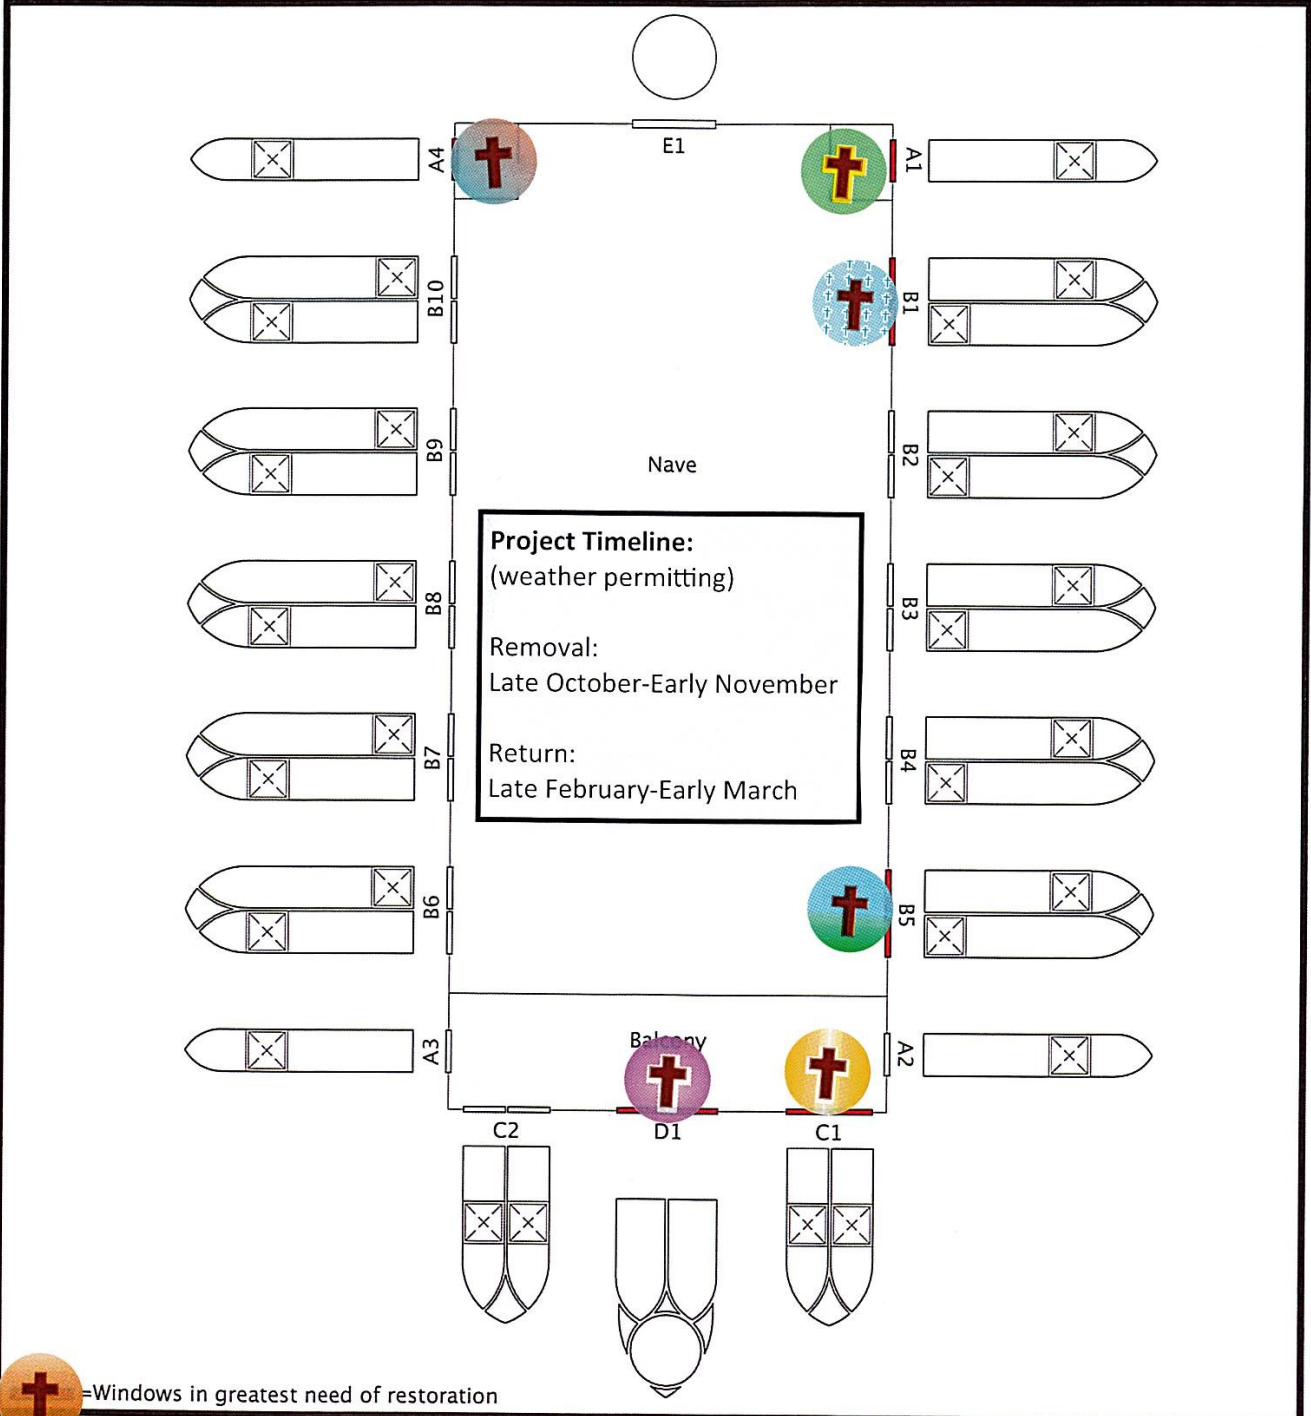 E1
A4
A1
B10
B1
B9
B2
Nave
Project Timeline:
(weather permitting)
Removal:
Late October-Early November
Return:
Late February-Early March
B8
B3
B7
B4
B6
B5
Balcony
A3
A2
C2
D1
C1
=Windows in greatest need of restoration